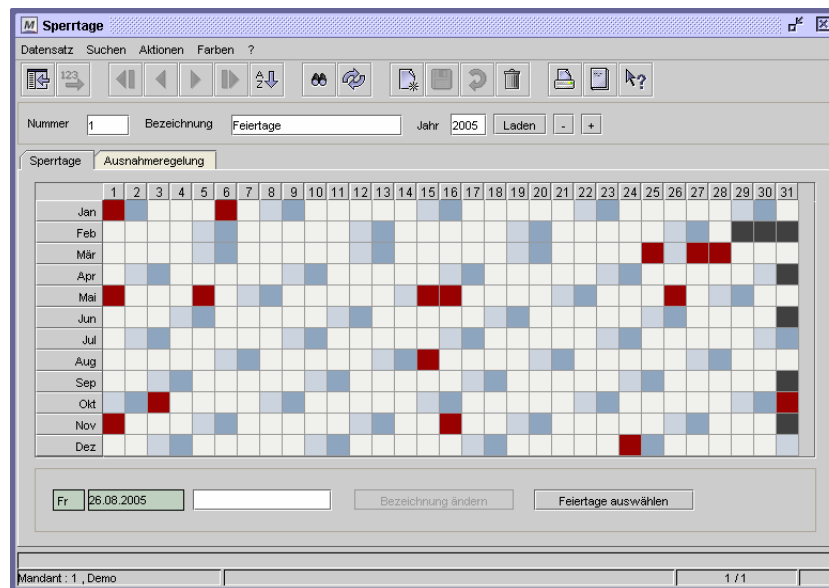 M Sperrtage
Datensatz Suchen Aktionen Farben ?
123 A Z ?
Nummer 1 Bezeichnung Feiertage Jahr 2005 Laden - +
Sperrtage Ausnahmeregelung
1 2 3 4 5 6 7 8 9 10 11 12 13 14 15 16 17 18 19 20 21 22 23 24 25 26 27 28 29 30 31
Jan
Feb
Mär
Apr
Mai
Jun
Jul
Aug
Sep
Okt
Nov
Dez
Fr 26.08.2005 Bezeichnung ändern Feiertage auswählen
Mandant : 1 , Demo 1 / 1